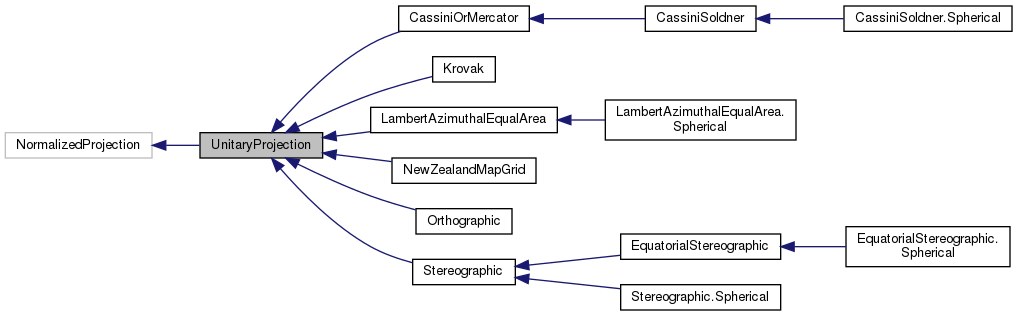 CassiniOrMercator
CassiniSoldner
CassiniSoldner.Spherical
Krovak
LambertAzimuthalEqualArea
LambertAzimuthalEqualArea.
Spherical
NormalizedProjection
UnitaryProjection
NewZealandMapGrid
Orthographic
Stereographic
EquatorialStereographic
EquatorialStereographic.
Spherical
Stereographic.Spherical